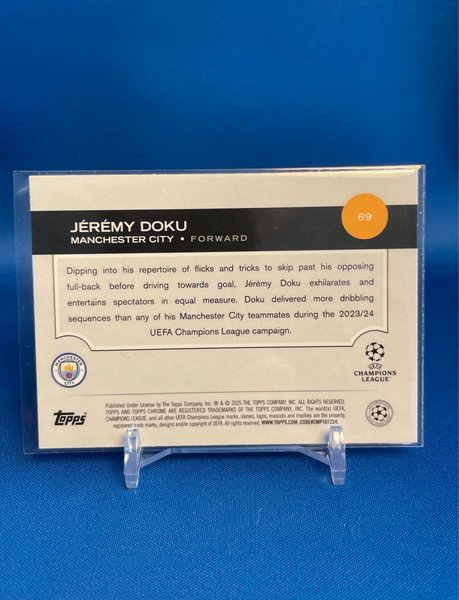 JÉRÉMY DOKU
MANCHESTER CITY • FORWARD
69
Dipping into his repertoire of flicks and tricks to skip past his opposing
full-back before driving towards goal, Jérémy Doku exhilarates and
entertains spectators in equal measure. Doku delivered more dribbling
sequences than any of his Manchester City teammates during the 2023/24
UEFA Champions League campaign.
MANCHESTER
CITY
UEFA
CHAMPIONS
LEAGUE
Topps
Published Under License by The Topps Company, Inc. ® & © 2025 THE TOPPS COMPANY, INC. ALL RIGHTS RESERVED.
TOPPS AND TOPPS CHROME ARE REGISTERED TRADEMARKS OF THE TOPPS COMPANY, INC. The word(s) UEFA,
CHAMPIONS LEAGUE, and all other UEFA Champions League marks, names, logos, mascots and trophies are the property,
registered trade marks, designs and/or copyright of UEFA. All rights reserved. WWW.TOPPS.COM. CODE#CMP101224.